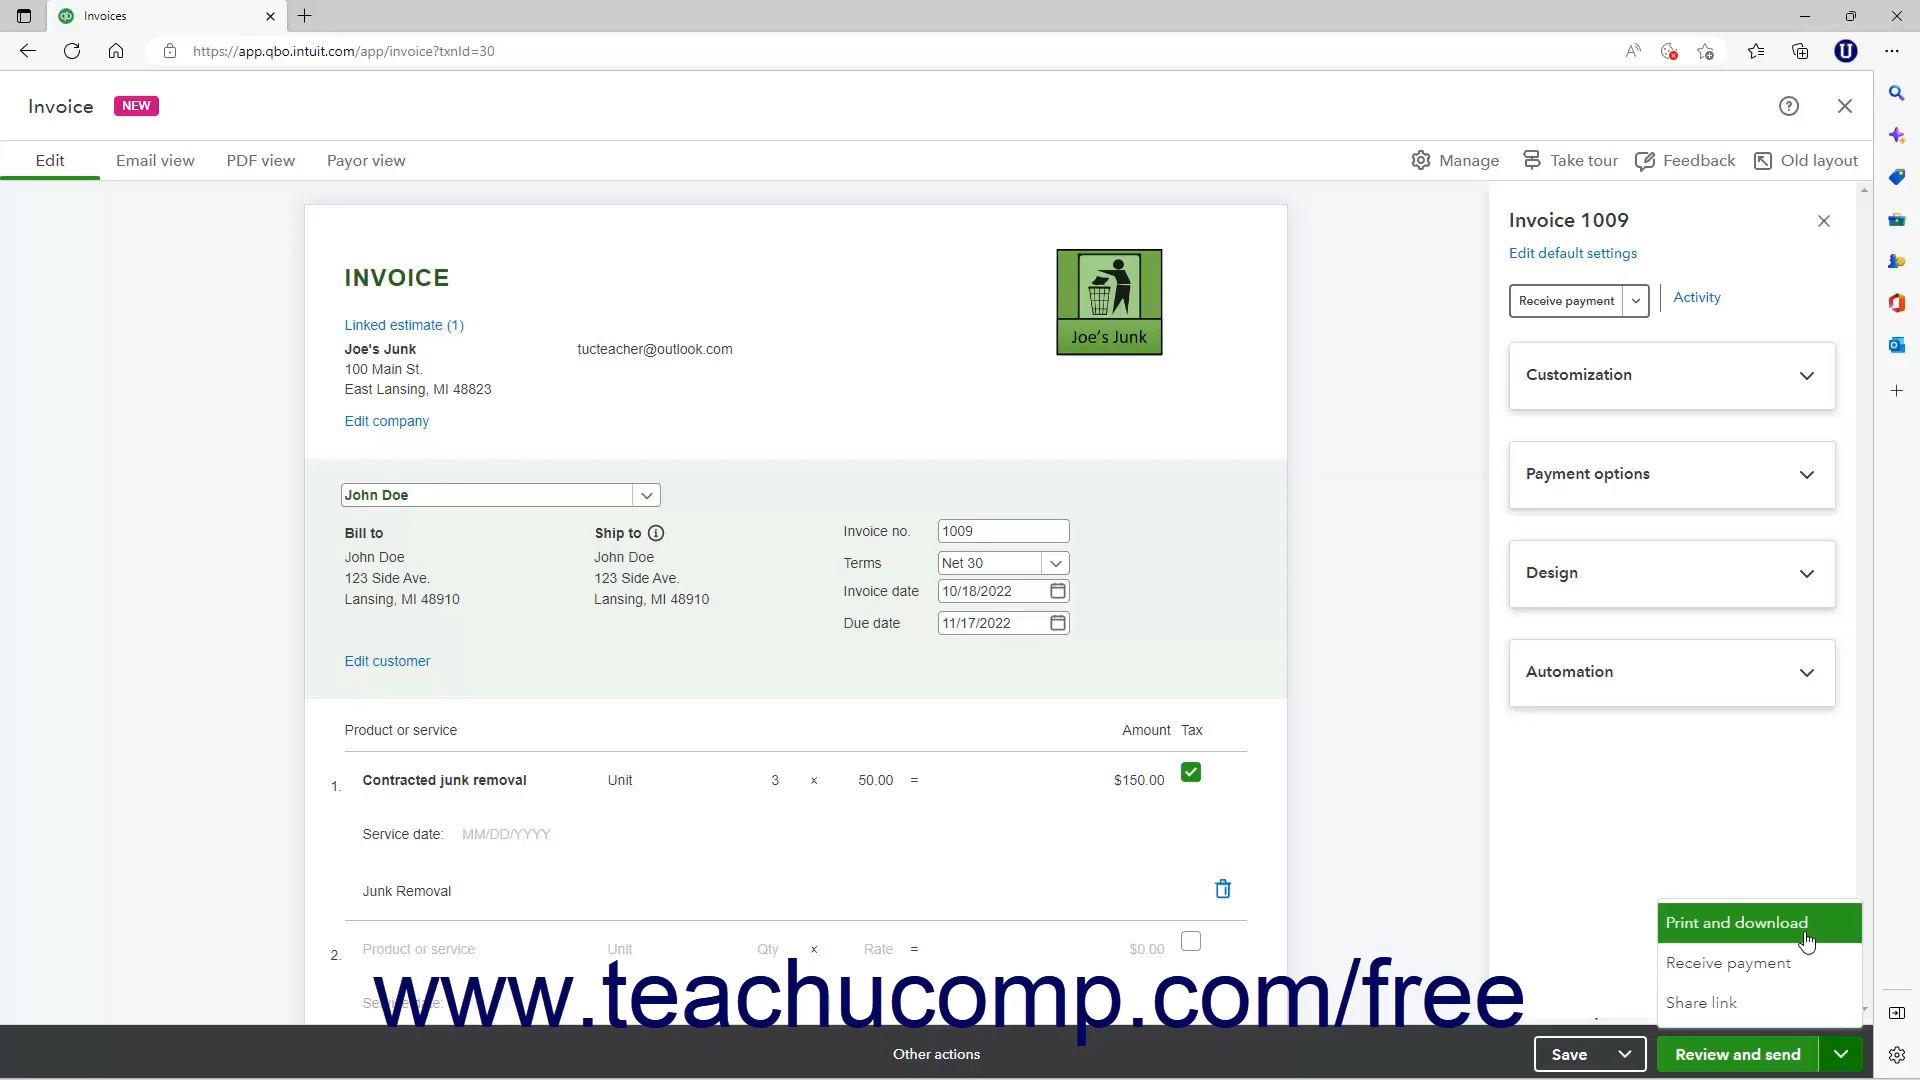 Invoices
https://app.qbo.intuit.com/app/invoice?txnId=30
Invoice NEW
Edit Email view PDF view Payor view Manage Take tour Feedback Old layout
INVOICE
Linked estimate (1)
Joe's Junk tucteacher@outlook.com
100 Main St.
East Lansing, MI 48823
Edit company
Joe's Junk
John Doe
Bill to Ship to
John Doe John Doe
123 Side Ave. 123 Side Ave.
Lansing, MI 48910 Lansing, MI 48910
Edit customer
Invoice no. 1009
Terms Net 30
Invoice date 10/18/2022
Due date 11/17/2022
Product or service Amount Tax
1. Contracted junk removal Unit 3 x 50.00 = $150.00
Service date: MM/DD/YYYY
Junk Removal
2. Product or service Unit Qty x Rate = $0.00
Service date:
Invoice 1009
Edit default settings
Receive payment Activity
Customization
Payment options
Design
Automation
Print and download
Receive payment
Share link
www.teachucomp.com/free
Other actions Save Review and send